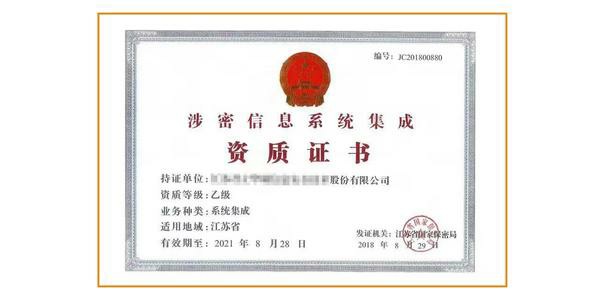 编号：JC201800880
涉密信息系统集成
资质证书
持证单位：股份有限公司
资质等级：乙级
业务种类：系统集成
适用地域：江苏省
有效期至：2021 年 8 月 28 日
发证机关：江苏省国家保密局
2018 年 8 月 29 日